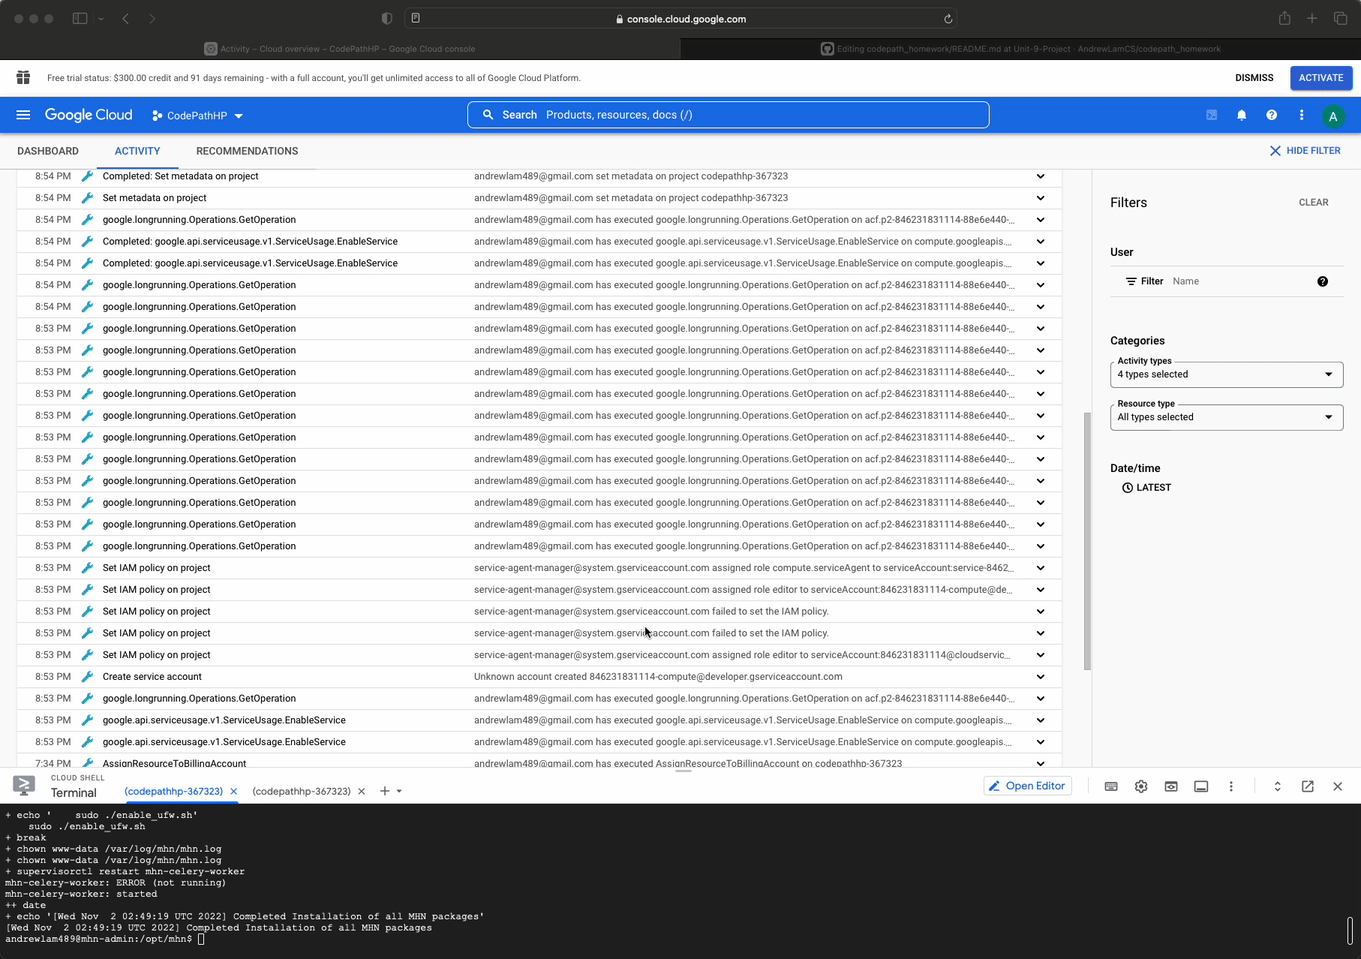 console.cloud.google.com
Activity – Cloud overview – CodePathHP – Google Cloud console
Editing codepath_homework/README.md at Unit-9-Project · AndrewLamCS/codepath_homework
Free trial status: $300.00 credit and 91 days remaining - with a full account, you'll get unlimited access to all of Google Cloud Platform.
DISMISS
ACTIVATE
Google Cloud
CodePathHP
Search Products, resources, docs (/)
A
DASHBOARD
ACTIVITY
RECOMMENDATIONS
HIDE FILTER
8:54 PM Completed: Set metadata on project andrewlam489@gmail.com set metadata on project codepathhp-367323
8:54 PM Set metadata on project andrewlam489@gmail.com set metadata on project codepathhp-367323
8:54 PM google.longrunning.Operations.GetOperation andrewlam489@gmail.com has executed google.longrunning.Operations.GetOperation on acf.p2-846231831114-88e6e440-...
8:54 PM Completed: google.api.serviceusage.v1.ServiceUsage.EnableService andrewlam489@gmail.com has executed google.api.serviceusage.v1.ServiceUsage.EnableService on compute.googleapis....
8:54 PM Completed: google.api.serviceusage.v1.ServiceUsage.EnableService andrewlam489@gmail.com has executed google.api.serviceusage.v1.ServiceUsage.EnableService on compute.googleapis....
8:54 PM google.longrunning.Operations.GetOperation andrewlam489@gmail.com has executed google.longrunning.Operations.GetOperation on acf.p2-846231831114-88e6e440-...
8:54 PM google.longrunning.Operations.GetOperation andrewlam489@gmail.com has executed google.longrunning.Operations.GetOperation on acf.p2-846231831114-88e6e440-...
8:53 PM google.longrunning.Operations.GetOperation andrewlam489@gmail.com has executed google.longrunning.Operations.GetOperation on acf.p2-846231831114-88e6e440-...
8:53 PM google.longrunning.Operations.GetOperation andrewlam489@gmail.com has executed google.longrunning.Operations.GetOperation on acf.p2-846231831114-88e6e440-...
8:53 PM google.longrunning.Operations.GetOperation andrewlam489@gmail.com has executed google.longrunning.Operations.GetOperation on acf.p2-846231831114-88e6e440-...
8:53 PM google.longrunning.Operations.GetOperation andrewlam489@gmail.com has executed google.longrunning.Operations.GetOperation on acf.p2-846231831114-88e6e440-...
8:53 PM google.longrunning.Operations.GetOperation andrewlam489@gmail.com has executed google.longrunning.Operations.GetOperation on acf.p2-846231831114-88e6e440-...
8:53 PM google.longrunning.Operations.GetOperation andrewlam489@gmail.com has executed google.longrunning.Operations.GetOperation on acf.p2-846231831114-88e6e440-...
8:53 PM google.longrunning.Operations.GetOperation andrewlam489@gmail.com has executed google.longrunning.Operations.GetOperation on acf.p2-846231831114-88e6e440-...
8:53 PM google.longrunning.Operations.GetOperation andrewlam489@gmail.com has executed google.longrunning.Operations.GetOperation on acf.p2-846231831114-88e6e440-...
8:53 PM google.longrunning.Operations.GetOperation andrewlam489@gmail.com has executed google.longrunning.Operations.GetOperation on acf.p2-846231831114-88e6e440-...
8:53 PM google.longrunning.Operations.GetOperation andrewlam489@gmail.com has executed google.longrunning.Operations.GetOperation on acf.p2-846231831114-88e6e440-...
8:53 PM google.longrunning.Operations.GetOperation andrewlam489@gmail.com has executed google.longrunning.Operations.GetOperation on acf.p2-846231831114-88e6e440-...
8:53 PM Set IAM policy on project service-agent-manager@system.gserviceaccount.com assigned role compute.serviceAgent to serviceAccount:service-8462...
8:53 PM Set IAM policy on project service-agent-manager@system.gserviceaccount.com assigned role editor to serviceAccount:846231831114-compute@de...
8:53 PM Set IAM policy on project service-agent-manager@system.gserviceaccount.com failed to set the IAM policy.
8:53 PM Set IAM policy on project service-agent-manager@system.gserviceaccount.com failed to set the IAM policy.
8:53 PM Set IAM policy on project service-agent-manager@system.gserviceaccount.com assigned role editor to serviceAccount:846231831114@cloudservic...
8:53 PM Create service account Unknown account created 846231831114-compute@developer.gserviceaccount.com
8:53 PM google.longrunning.Operations.GetOperation andrewlam489@gmail.com has executed google.longrunning.Operations.GetOperation on acf.p2-846231831114-88e6e440-...
8:53 PM google.api.serviceusage.v1.ServiceUsage.EnableService andrewlam489@gmail.com has executed google.api.serviceusage.v1.ServiceUsage.EnableService on compute.googleapis....
8:53 PM google.api.serviceusage.v1.ServiceUsage.EnableService andrewlam489@gmail.com has executed google.api.serviceusage.v1.ServiceUsage.EnableService on compute.googleapis....
7:34 PM AssignResourceToBillingAccount andrewlam489@gmail.com has executed AssignResourceToBillingAccount on codepathhp-367323
Filters
CLEAR
User
Filter Name
Categories
Activity types
4 types selected
Resource type
All types selected
Date/time
LATEST
CLOUD SHELL
Terminal
(codepathhp-367323)
(codepathhp-367323)
Open Editor
+ echo '    sudo ./enable_ufw.sh'
    sudo ./enable_ufw.sh
+ break
+ chown www-data /var/log/mhn/mhn.log
+ chown www-data /var/log/mhn/mhn.log
+ supervisorctl restart mhn-celery-worker
mhn-celery-worker: ERROR (not running)
mhn-celery-worker: started
++ date
+ echo '[Wed Nov  2 02:49:19 UTC 2022] Completed Installation of all MHN packages'
[Wed Nov  2 02:49:19 UTC 2022] Completed Installation of all MHN packages
andrewlam489@mhn-admin:/opt/mhn$